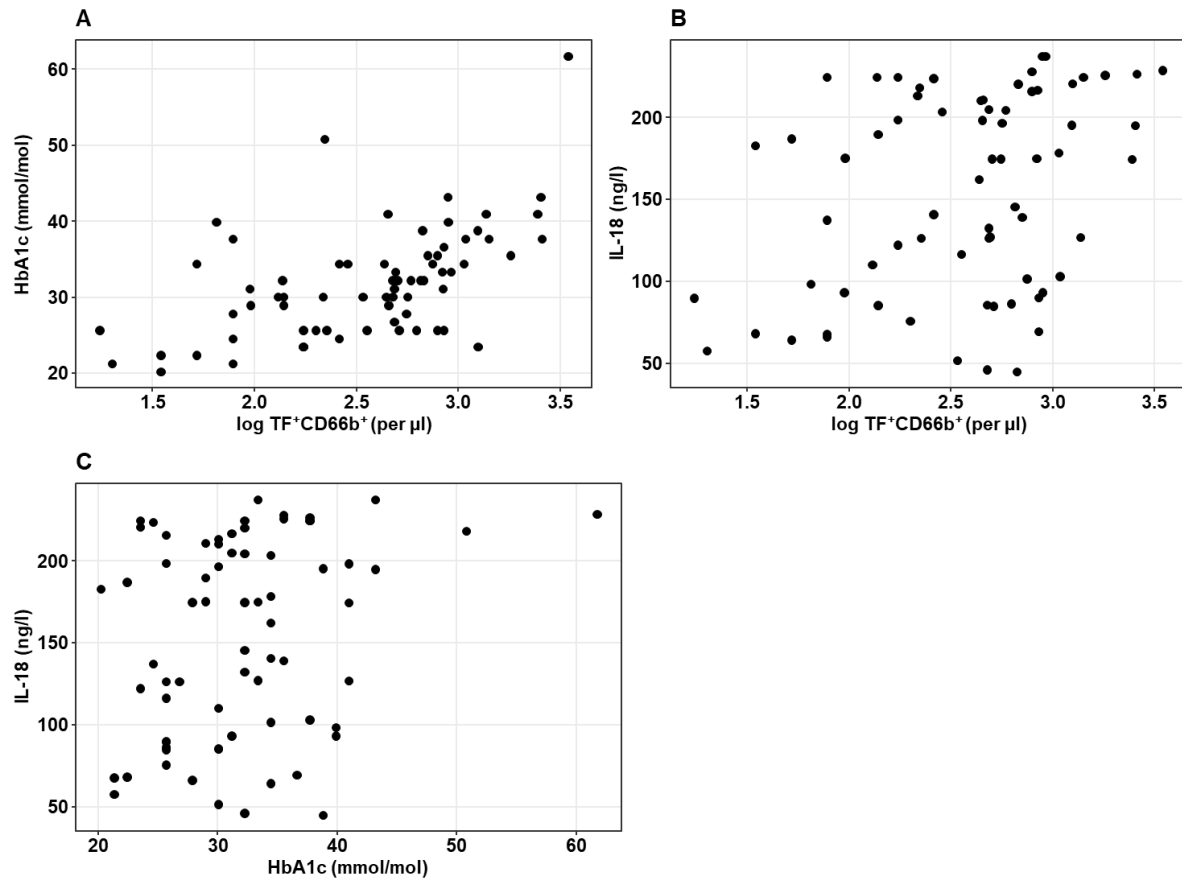 A
HbA1c (mmol/mol)
60
50
40
30
20
1.5 2.0 2.5 3.0 3.5
log TF⁺CD66b⁺ (per µl)
B
IL-18 (ng/l)
200
150
100
50
1.5 2.0 2.5 3.0 3.5
log TF⁺CD66b⁺ (per µl)
C
IL-18 (ng/l)
200
150
100
50
20 30 40 50 60
HbA1c (mmol/mol)